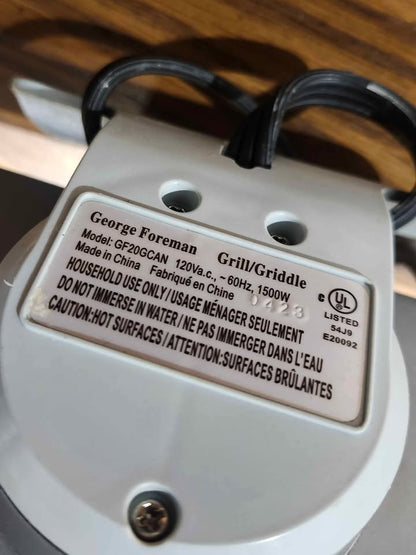 George Foreman Grill/Griddle
Model: GF20GCAN 120Va.c., ~60Hz, 1500W
Made in China Fabriqué en Chine 0423
HOUSEHOLD USE ONLY / USAGE MÉNAGER SEULEMENT
DO NOT IMMERSE IN WATER / NE PAS IMMERGER DANS L'EAU
CAUTION:HOT SURFACES / ATTENTION:SURFACES BRÛLANTES
c UL
LISTED
54J9
E20092